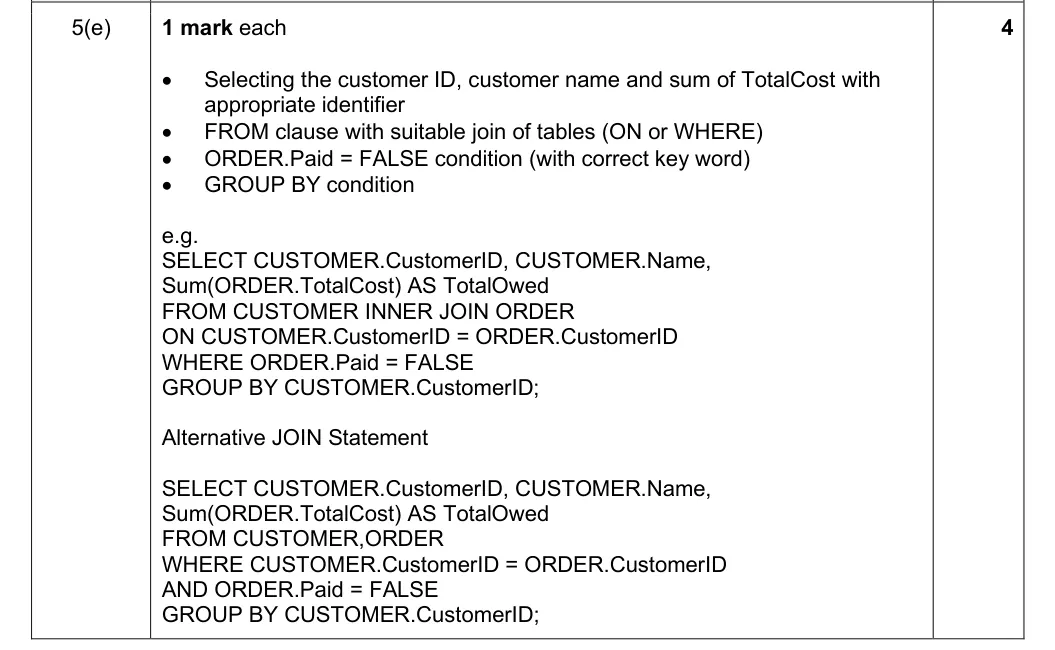 5(e)
1 mark each
4
• Selecting the customer ID, customer name and sum of TotalCost with
appropriate identifier
• FROM clause with suitable join of tables (ON or WHERE)
• ORDER.Paid = FALSE condition (with correct key word)
• GROUP BY condition
e.g.
SELECT CUSTOMER.CustomerID, CUSTOMER.Name,
Sum(ORDER.TotalCost) AS TotalOwed
FROM CUSTOMER INNER JOIN ORDER
ON CUSTOMER.CustomerID = ORDER.CustomerID
WHERE ORDER.Paid = FALSE
GROUP BY CUSTOMER.CustomerID;
Alternative JOIN Statement
SELECT CUSTOMER.CustomerID, CUSTOMER.Name,
Sum(ORDER.TotalCost) AS TotalOwed
FROM CUSTOMER,ORDER
WHERE CUSTOMER.CustomerID = ORDER.CustomerID
AND ORDER.Paid = FALSE
GROUP BY CUSTOMER.CustomerID;